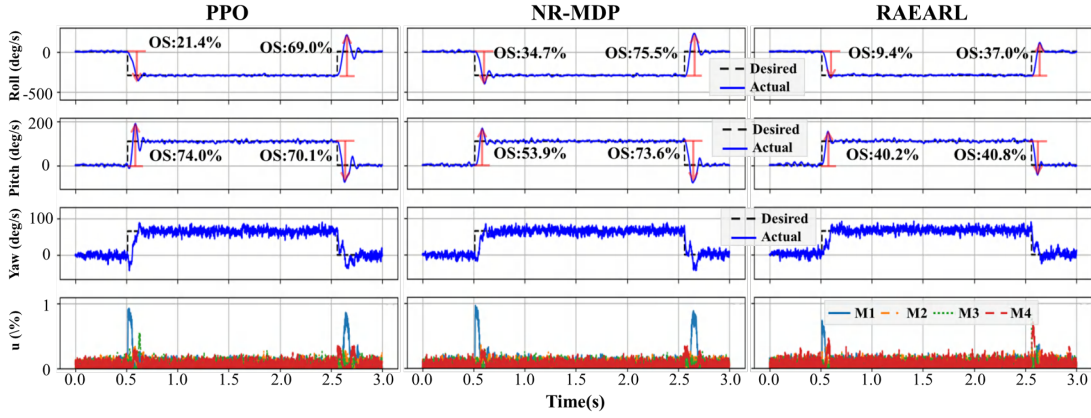 PPO NR-MDP RAEARL
Roll (deg/s)
0
-500
OS:21.4% OS:69.0%
OS:34.7% OS:75.5%
Desired
Actual
OS:9.4% OS:37.0%
Pitch (deg/s)
200
0
OS:74.0% OS:70.1%
OS:53.9% OS:73.6%
Desired
Actual
OS:40.2% OS:40.8%
Yaw (deg/s)
100
0
Desired
Actual
u (\%)
1
0
M1 M2 M3 M4
0.0 0.5 1.0 1.5 2.0 2.5 3.0
0.0 0.5 1.0 1.5 2.0 2.5 3.0
0.0 0.5 1.0 1.5 2.0 2.5 3.0
Time(s)